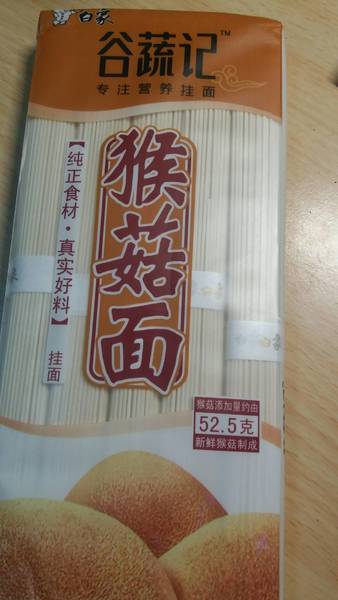 白象
谷蔬记™
专注营养挂面
猴菇面
【纯正食材·真实好料】
挂面
猴菇添加量约由
52.5克
新鲜猴菇制成